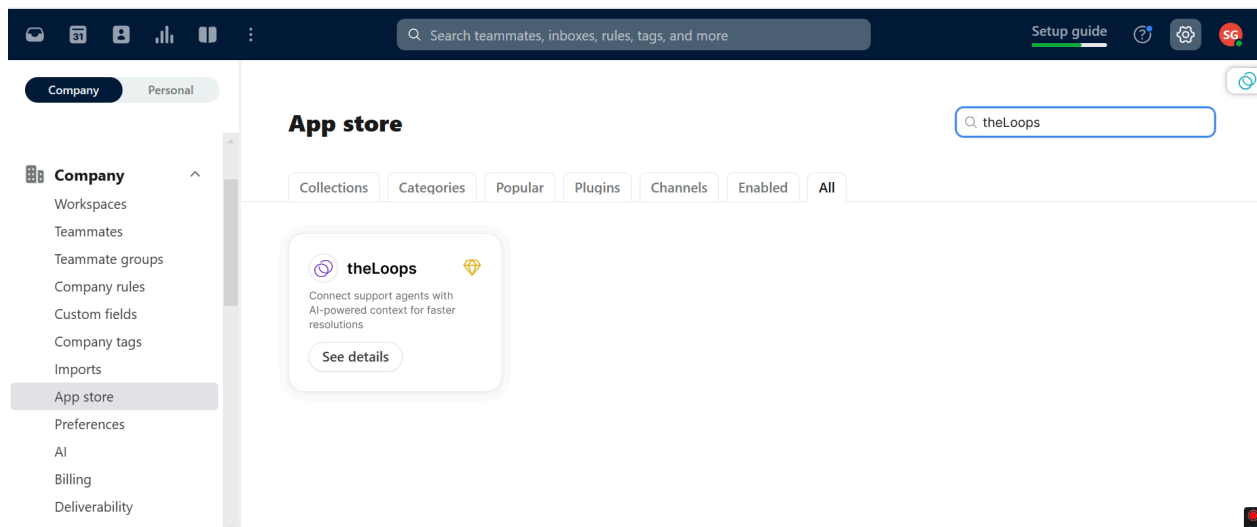 31
Search teammates, inboxes, rules, tags, and more
Setup guide
?
SG
Company
Personal
App store
theLoops
Company
Workspaces
Teammates
Teammate groups
Company rules
Custom fields
Company tags
Imports
App store
Preferences
AI
Billing
Deliverability
Collections
Categories
Popular
Plugins
Channels
Enabled
All
theLoops
Connect support agents with
AI-powered context for faster
resolutions
See details